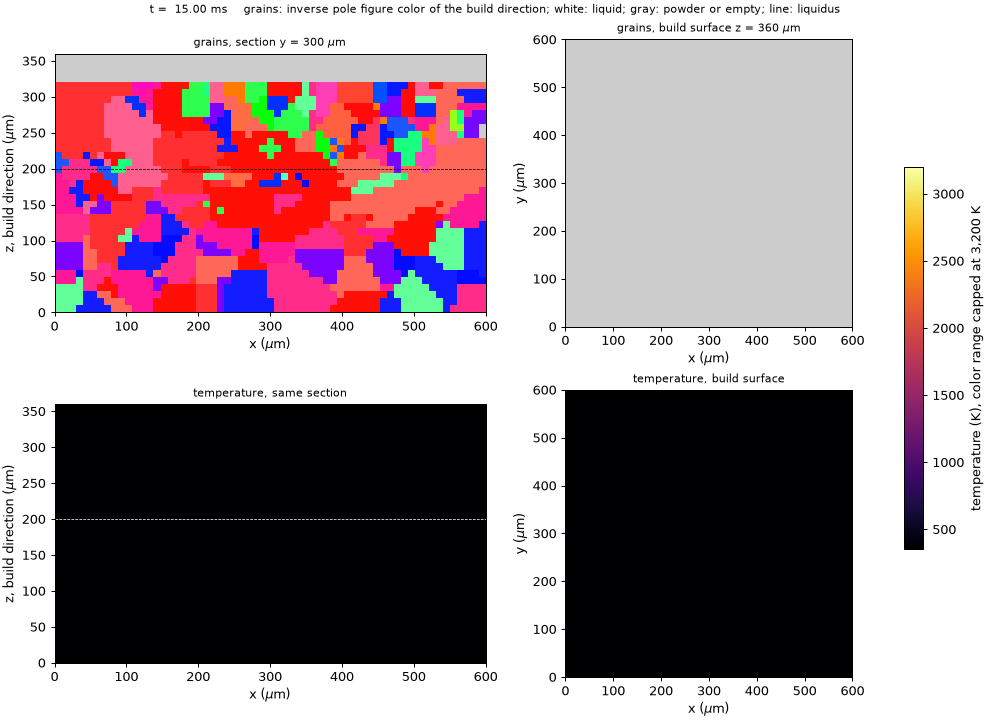 t = 15.00 ms grains: inverse pole figure color of the build direction; white: liquid; gray: powder or empty; line: liquidus
grains, section y = 300 μm
350
300
250
200
150
100
50
0
0 100 200 300 400 500 600
x (μm)
z, build direction (μm)
grains, build surface z = 360 μm
600
500
400
300
200
100
0
0 100 200 300 400 500 600
x (μm)
y (μm)
temperature, same section
350
300
250
200
150
100
50
0
0 100 200 300 400 500 600
x (μm)
z, build direction (μm)
temperature, build surface
600
500
400
300
200
100
0
0 100 200 300 400 500 600
x (μm)
y (μm)
3000
2500
2000
1500
1000
500
temperature (K), color range capped at 3,200 K